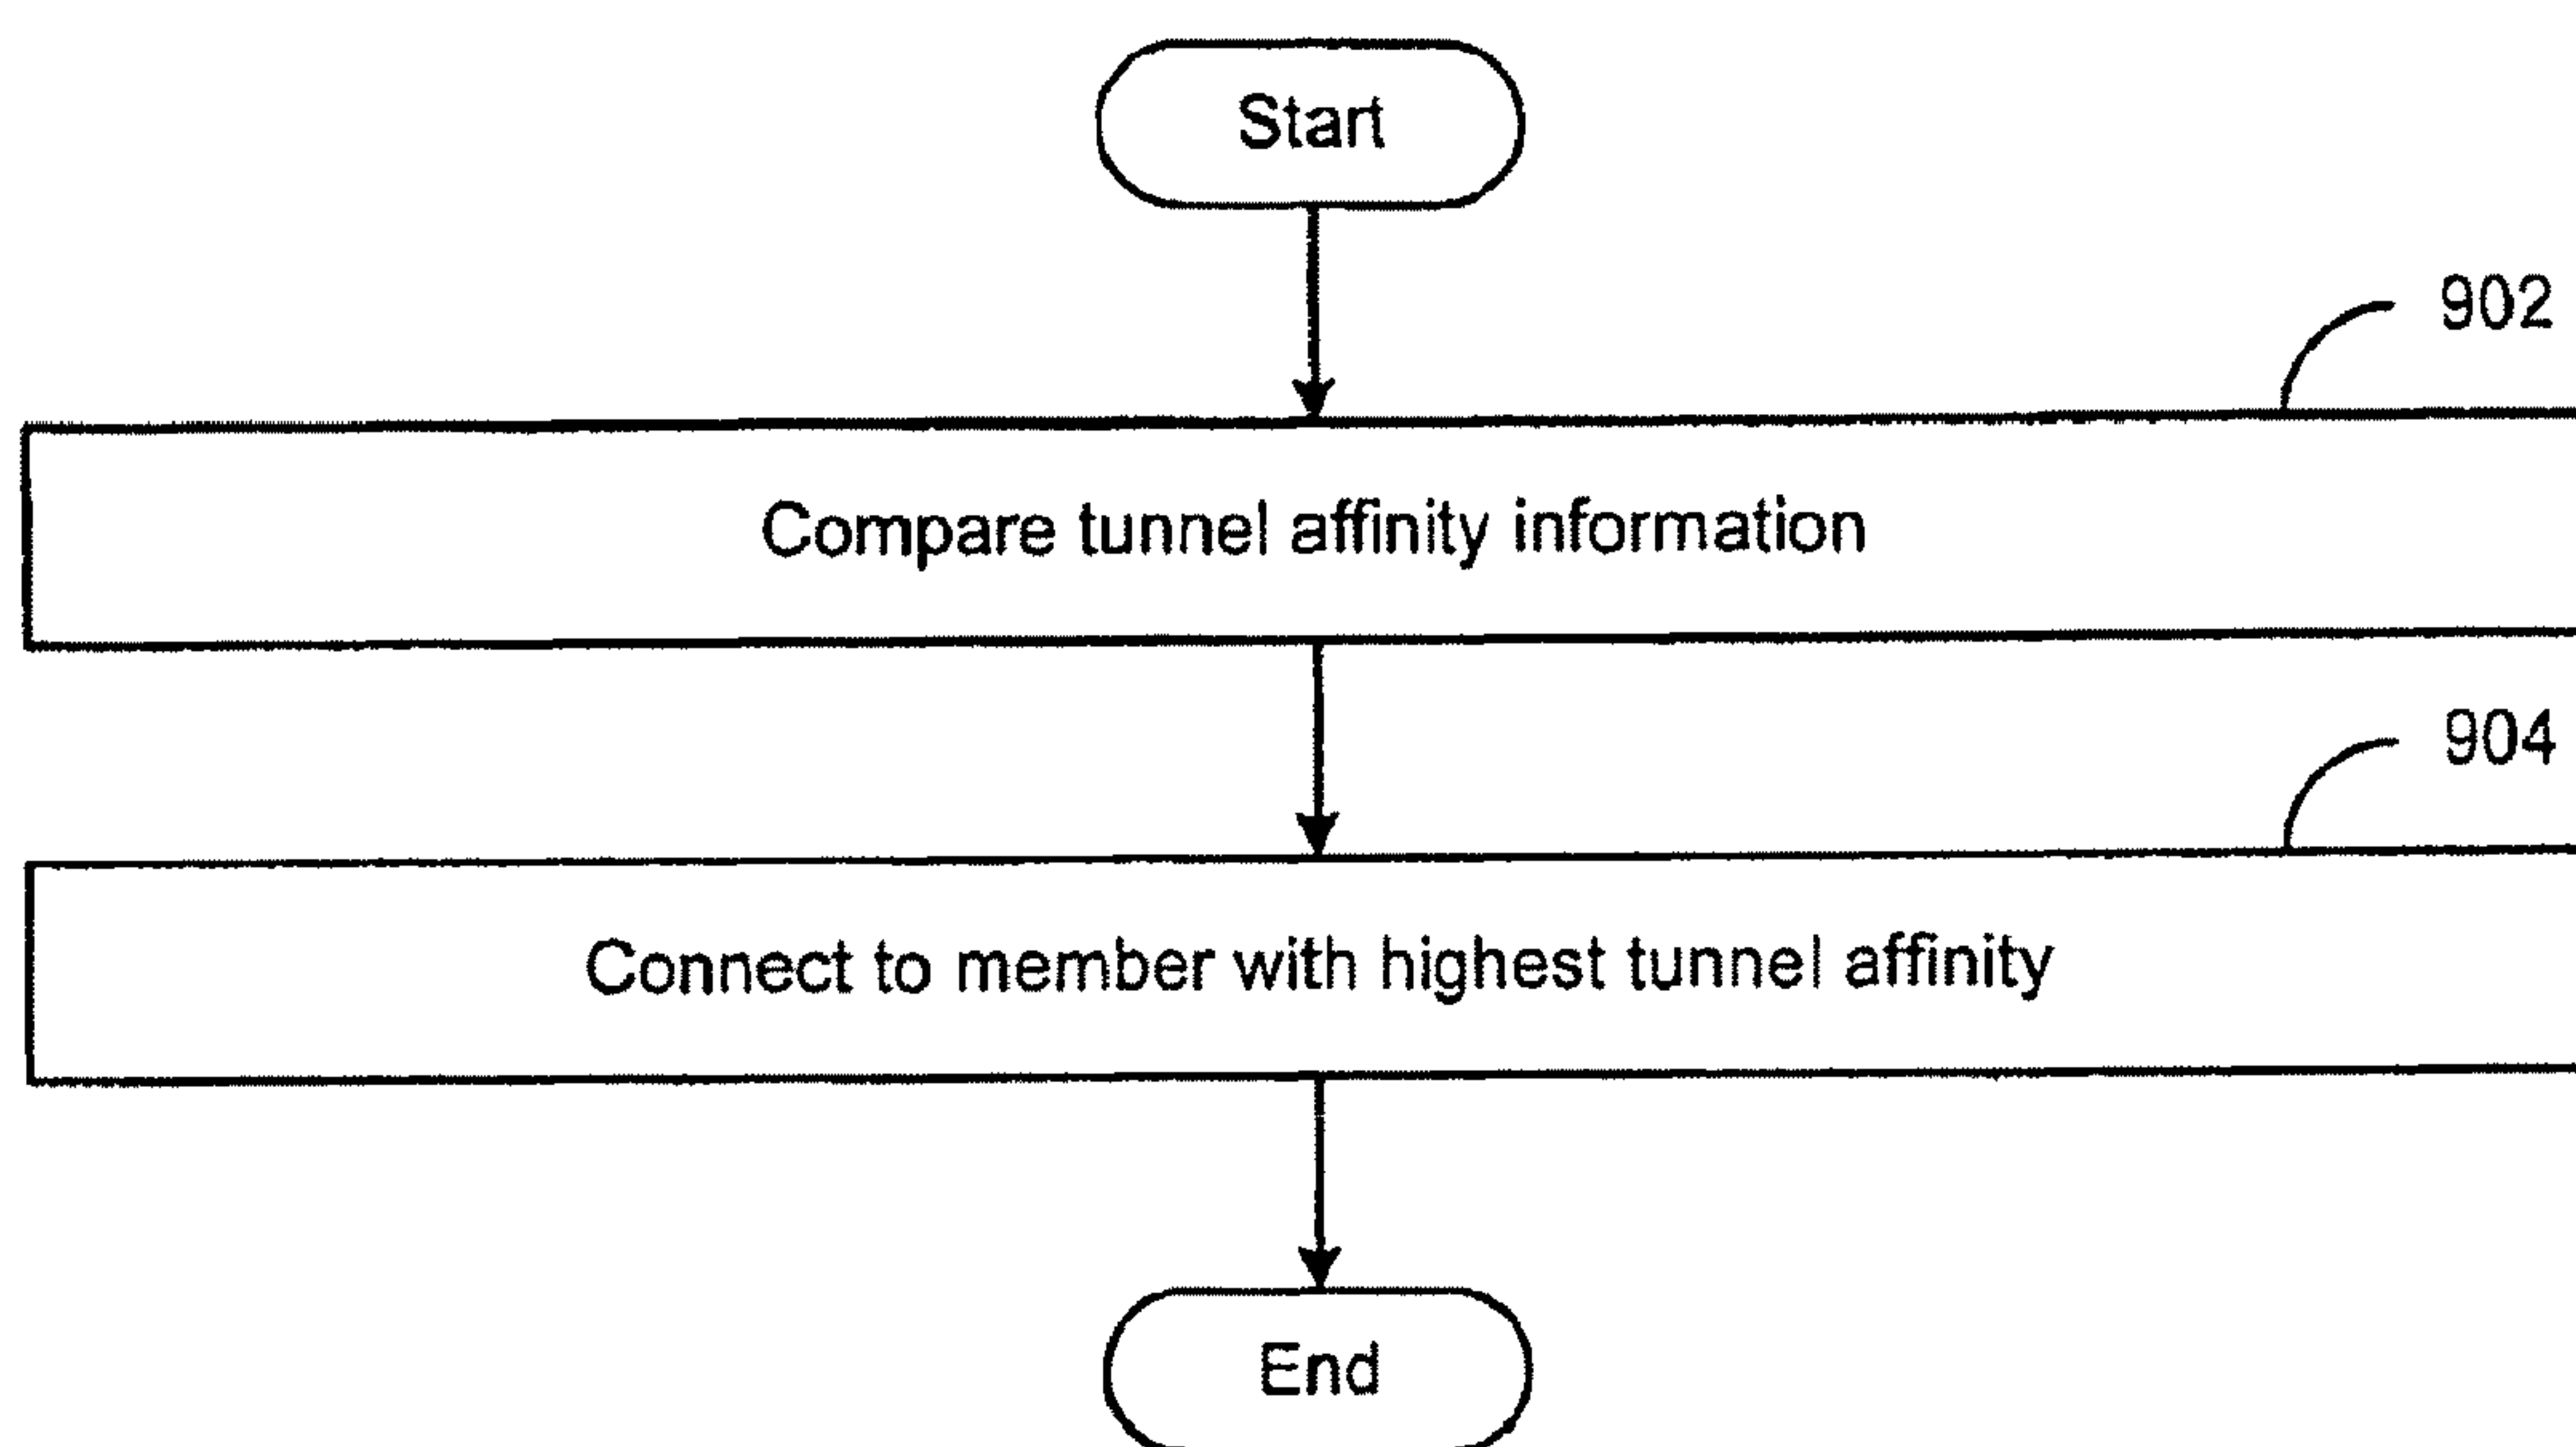 Start
902
Compare tunnel affinity information
904
Connect to member with highest tunnel affinity
End